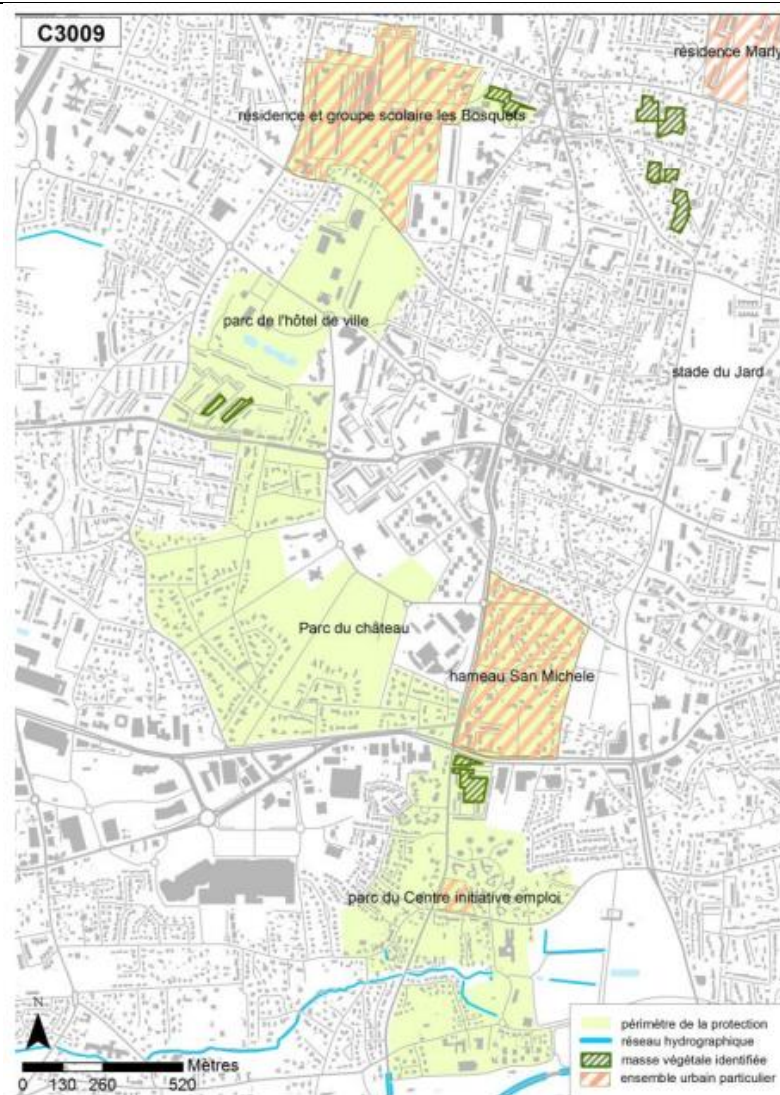 C3009
résidence Marly
résidence et groupe scolaire les Bosquets
parc de l'hôtel de ville
stade du Jard
Parc du château
hameau San Michele
parc du Centre initiative emploi
N
Mètres
0 130 260 520
périmètre de la protection
réseau hydrographique
masse végétale identifiée
ensemble urbain particulier